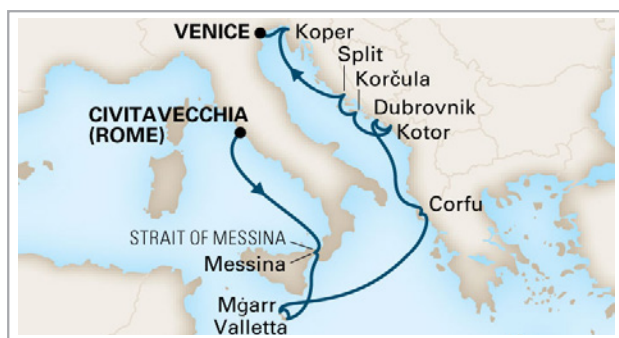 VENICE
Koper
Split
Korčula
Dubrovnik
Kotor
CIVITAVECCHIA
(ROME)
Corfu
STRAIT OF MESSINA
Messina
Mġarr
Valletta